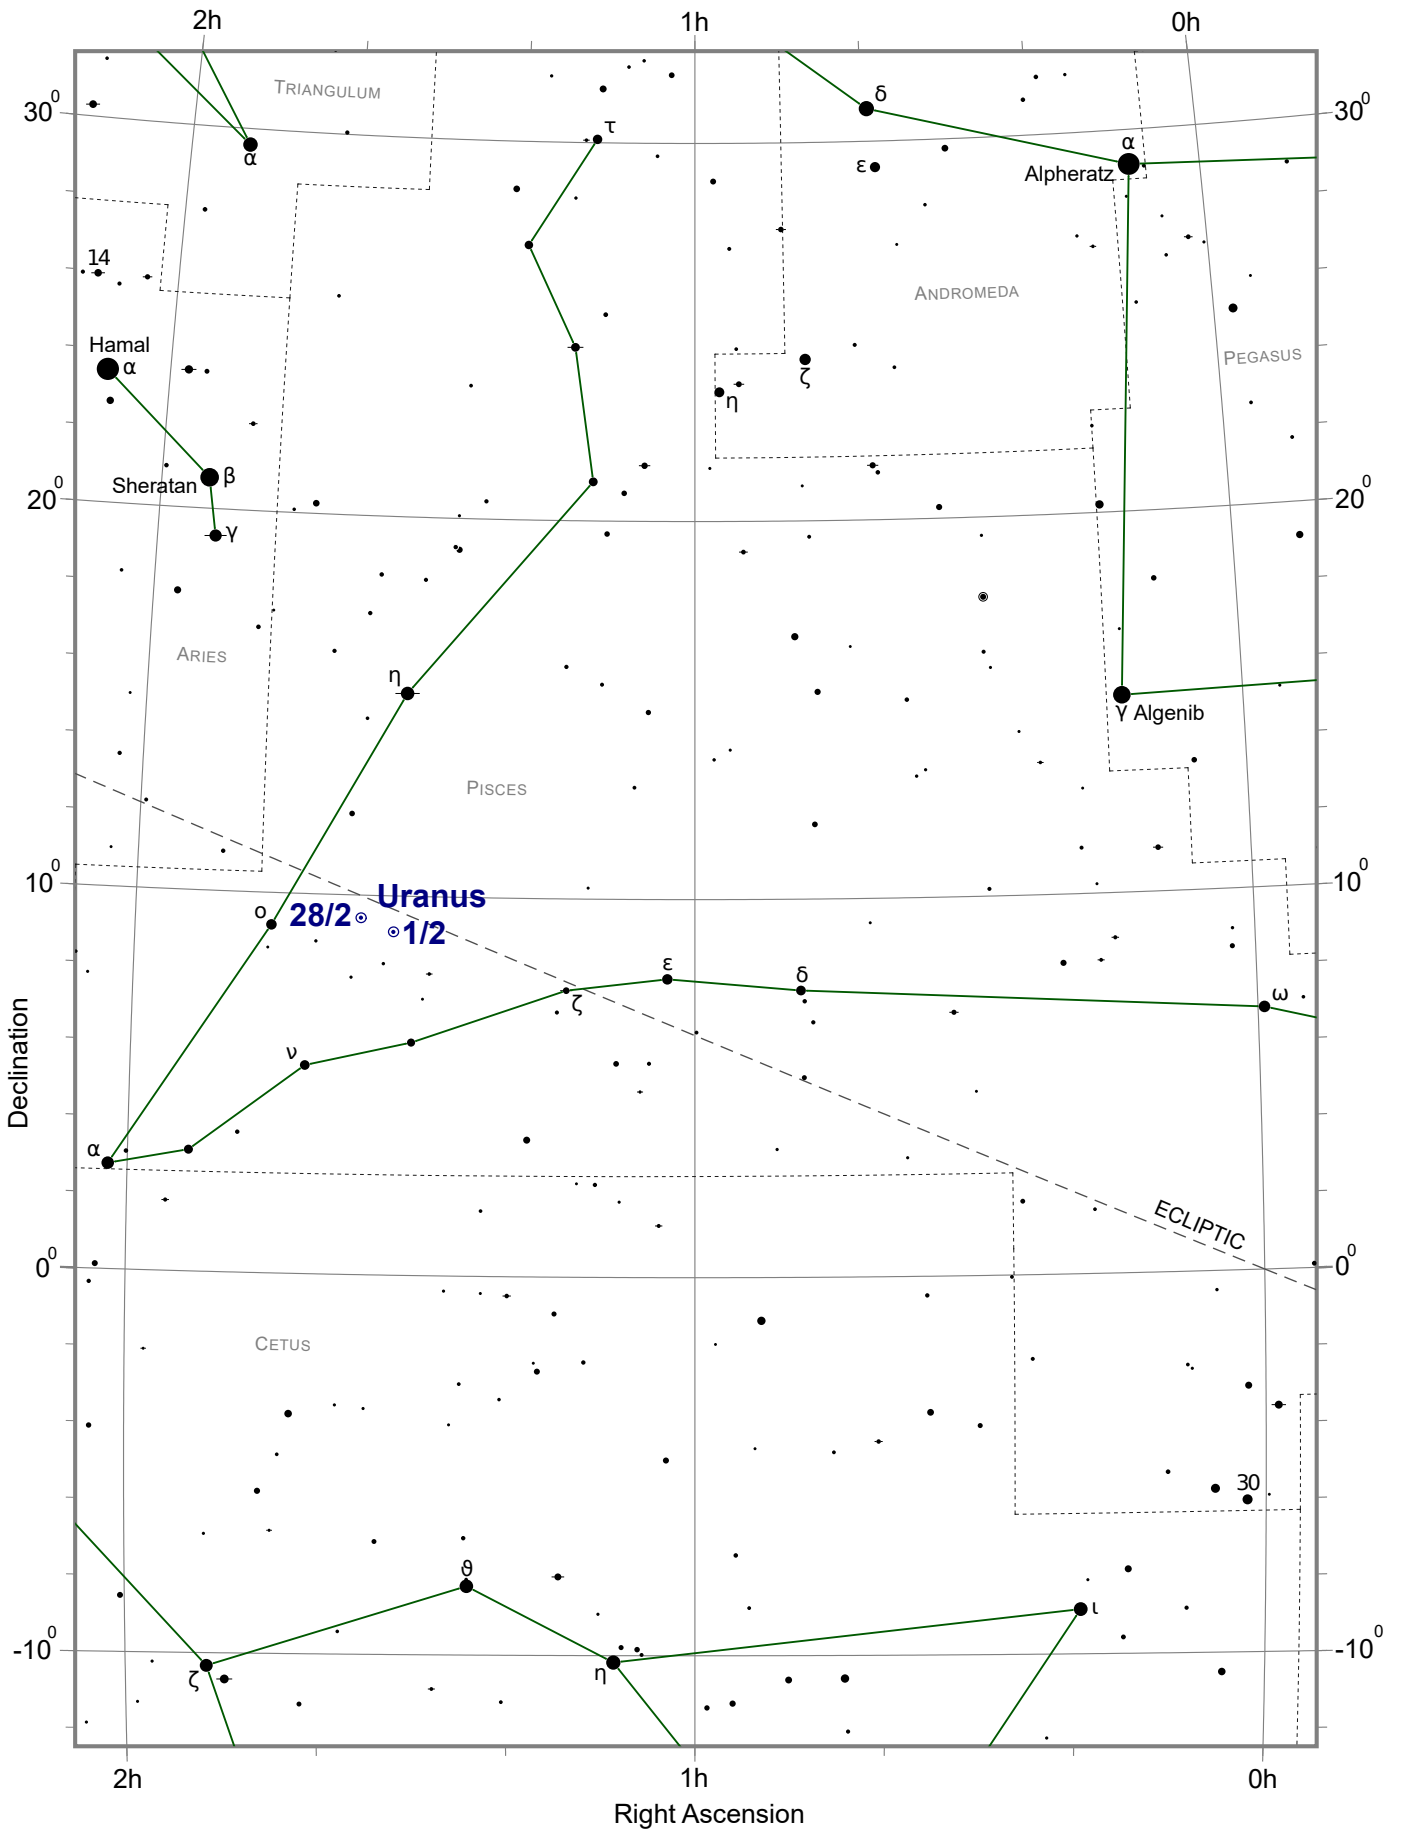 2h 1h 0h
TRIANGULUM
δ
τ
30⁰ 30⁰
α
α
ε
Alpheratz
14
ANDROMEDA
Hamal
α
PEGASUS
ζ
η
β
Sheratan
20⁰ 20⁰
γ
ARIES
η
γ Algenib
PISCES
10⁰ 10⁰
Uranus
ο 28/2
1/2
ε
δ
ζ
ω
ν
Declination
α
ECLIPTIC
0⁰ 0⁰
CETUS
30
ϑ
ι
-10⁰ -10⁰
ζ
η
2h 1h 0h
Right Ascension